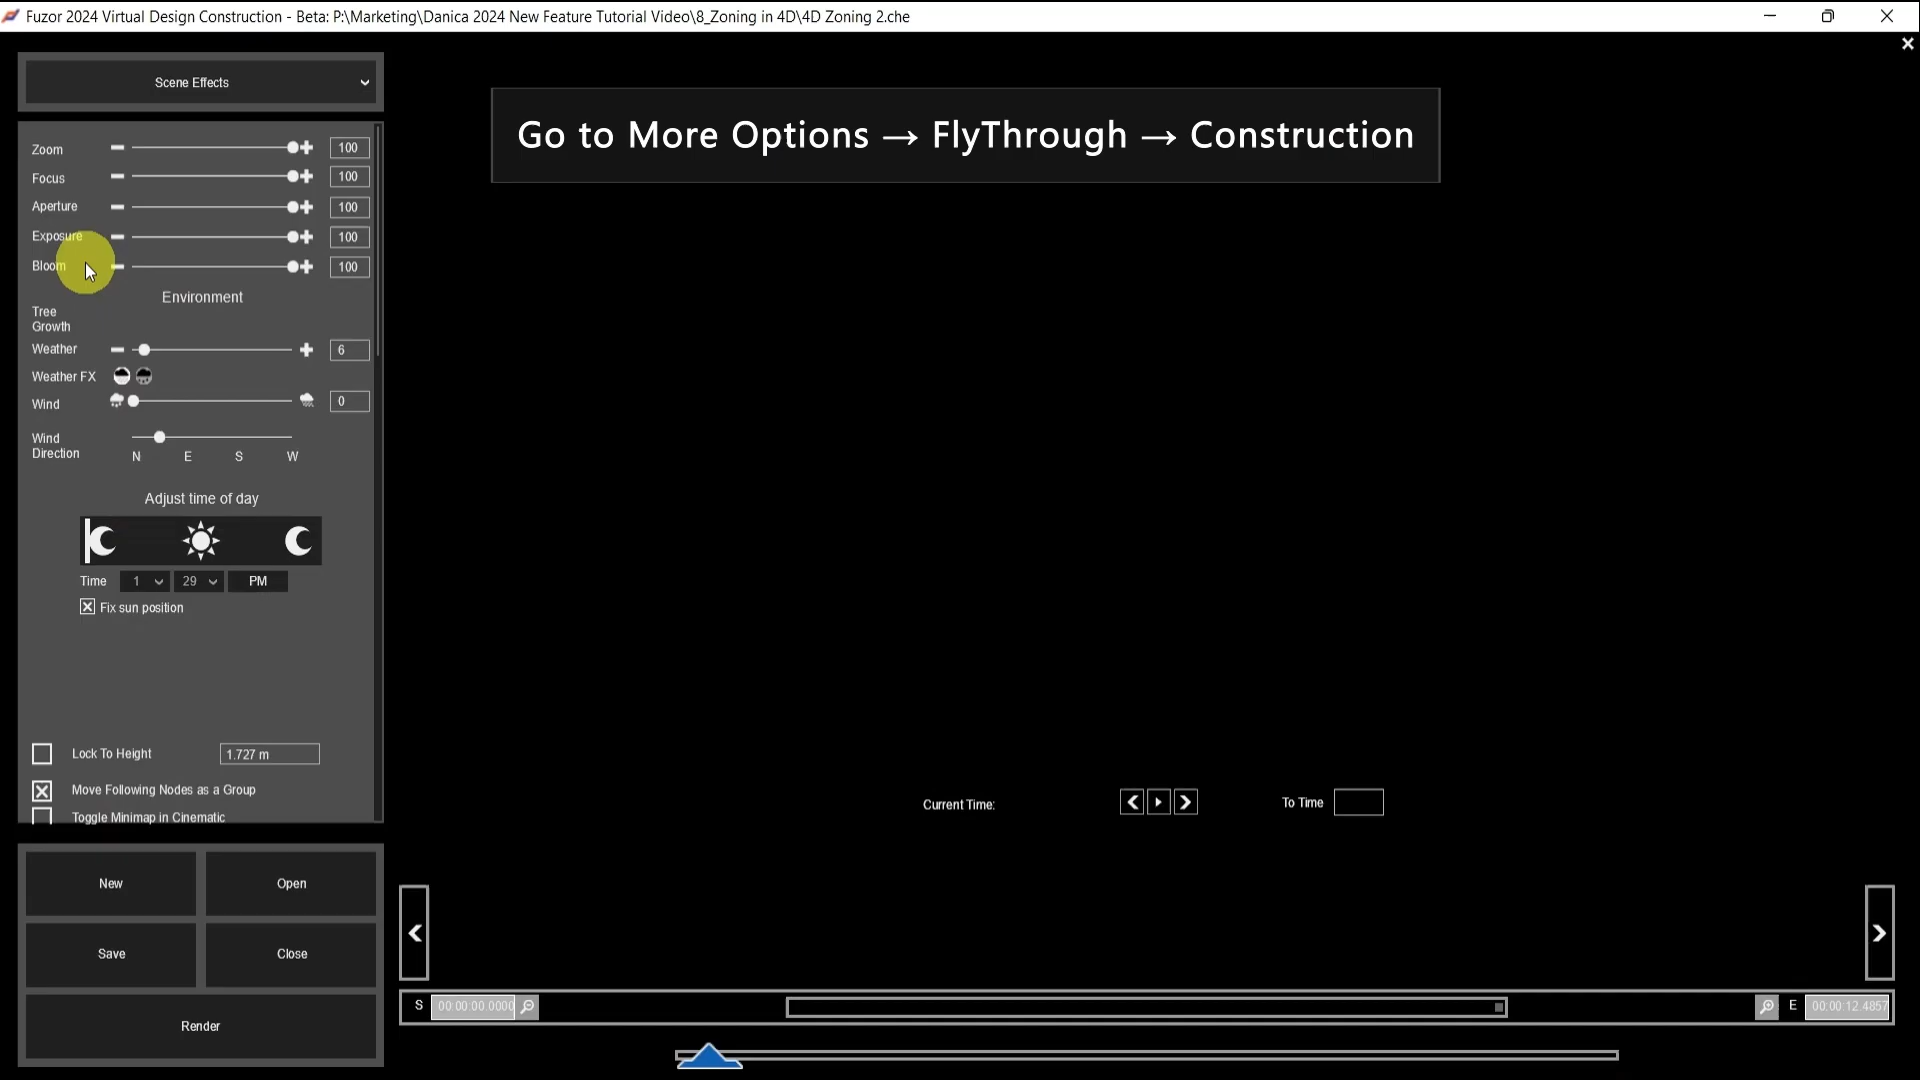 Fuzor 2024 Virtual Design Construction - Beta: P:\Marketing\Danica 2024 New Feature Tutorial Video\8_Zoning in 4D\4D Zoning 2.che
Scene Effects
Go to More Options → FlyThrough → Construction
Zoom 100
Focus 100
Aperture 100
Exposure 100
Bloom 100
Environment
Tree
Growth
Weather 6
Weather FX
Wind 0
Wind
Direction
N E S W
Adjust time of day
Time 1 29 PM
Fix sun position
Lock To Height 1.727 m
Move Following Nodes as a Group
Toggle Minimap in Cinematic
Current Time:
To Time
New Open
Save Close
Render
S 00:00:00.0000
E 00:00:12.4857